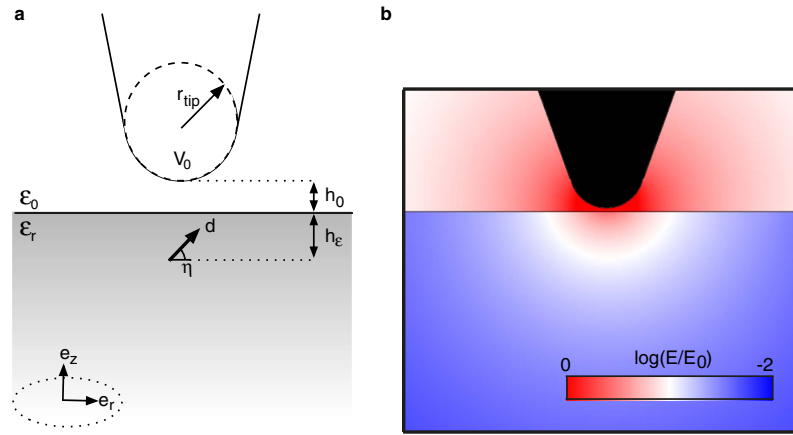 a
r_tip
V_0
ε_0
h_0
ε_r
d
h_ε
η
e_z
e_r
b
log(E/E_0)
0
-2